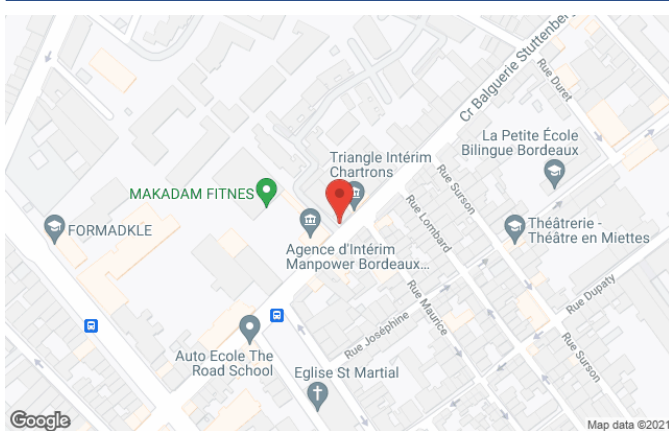 Cr Balguerie Stuttenberg
Rue Duret
La Petite École
Bilingue Bordeaux
Triangle Intérim
Chartrons
MAKADAM FITNES
Rue Surson
Rue Lombard
FORMADKLE
Agence d'Intérim
Manpower Bordeaux...
Théâtrerie -
Théâtre en Miettes
Rue Maurice
Rue Dupaty
Rue Joséphine
Auto Ecole The
Road School
Rue Surson
Eglise St Martial
Google
Map data ©2021